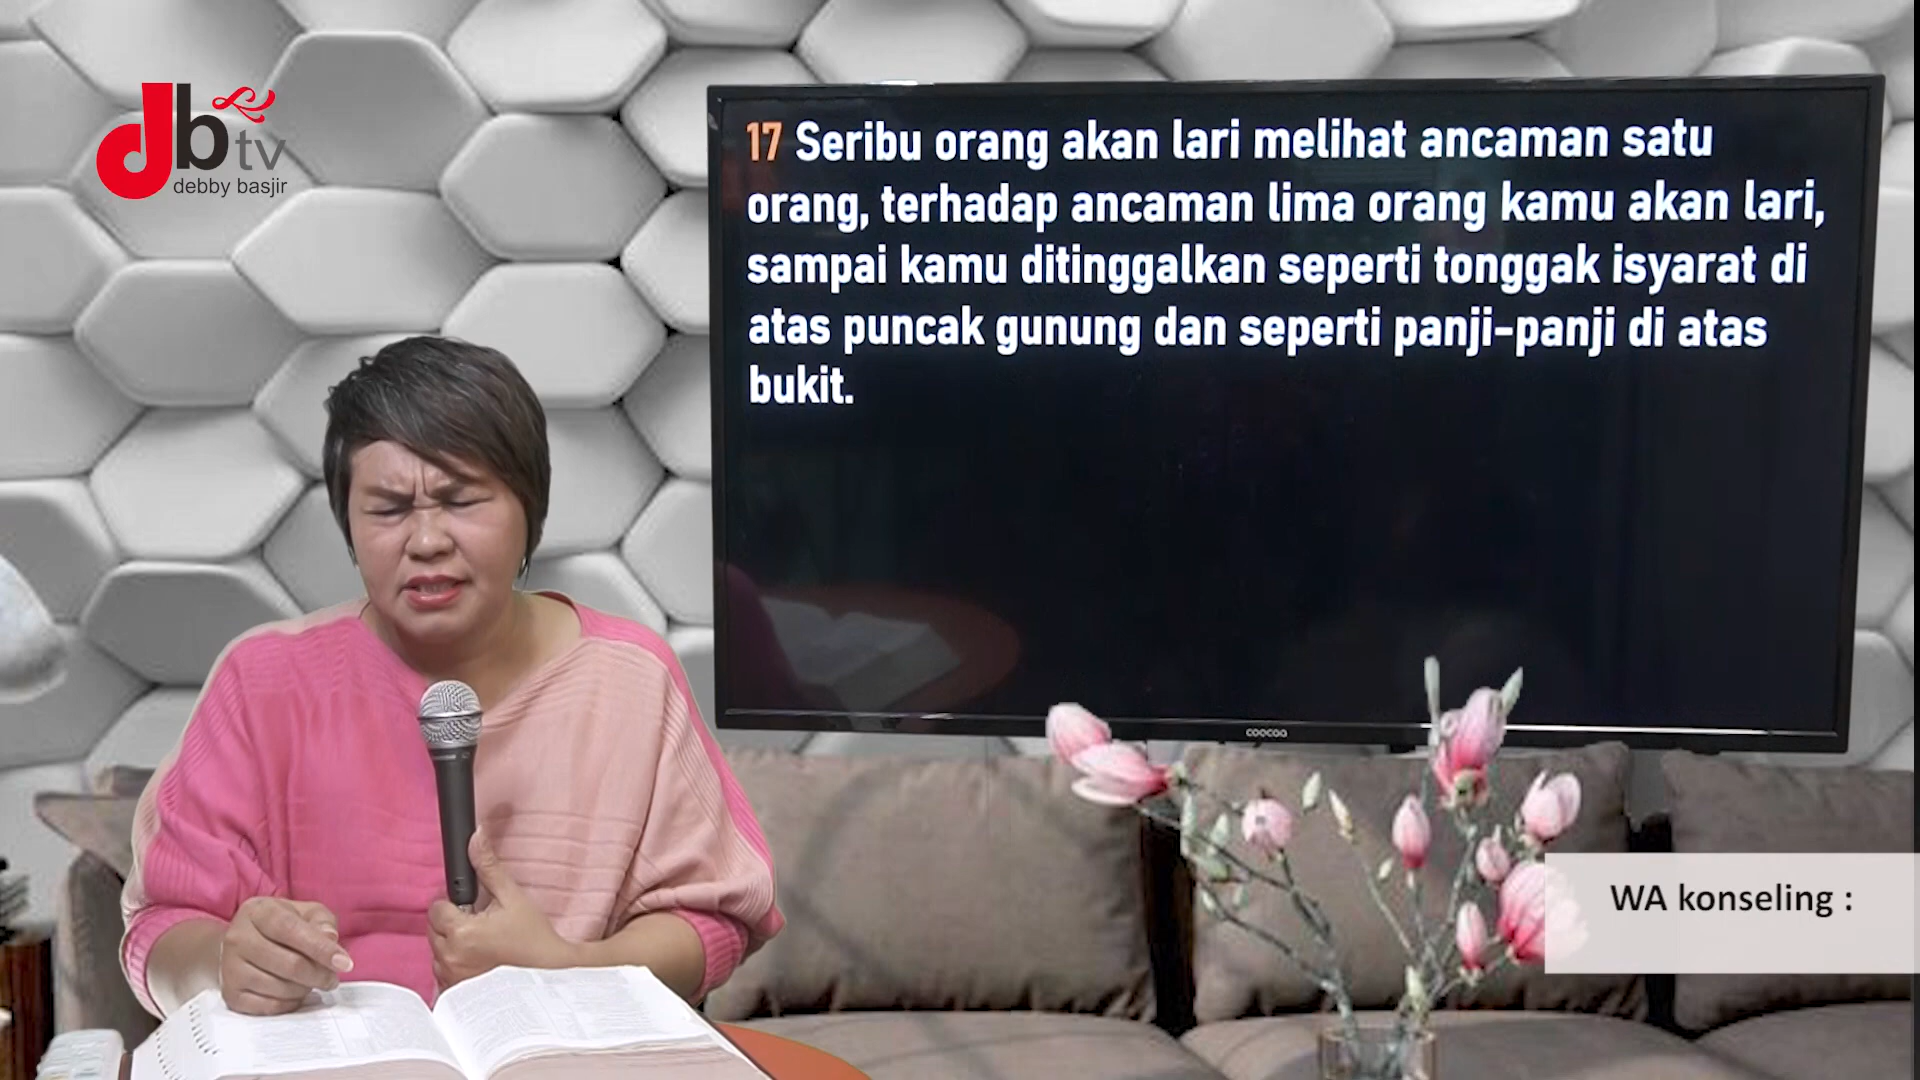 db tv
debby basjir
17 Seribu orang akan lari melihat ancaman satu
orang, terhadap ancaman lima orang kamu akan lari,
sampai kamu ditinggalkan seperti tonggak isyarat di
atas puncak gunung dan seperti panji-panji di atas
bukit.
coocaa
WA konseling :